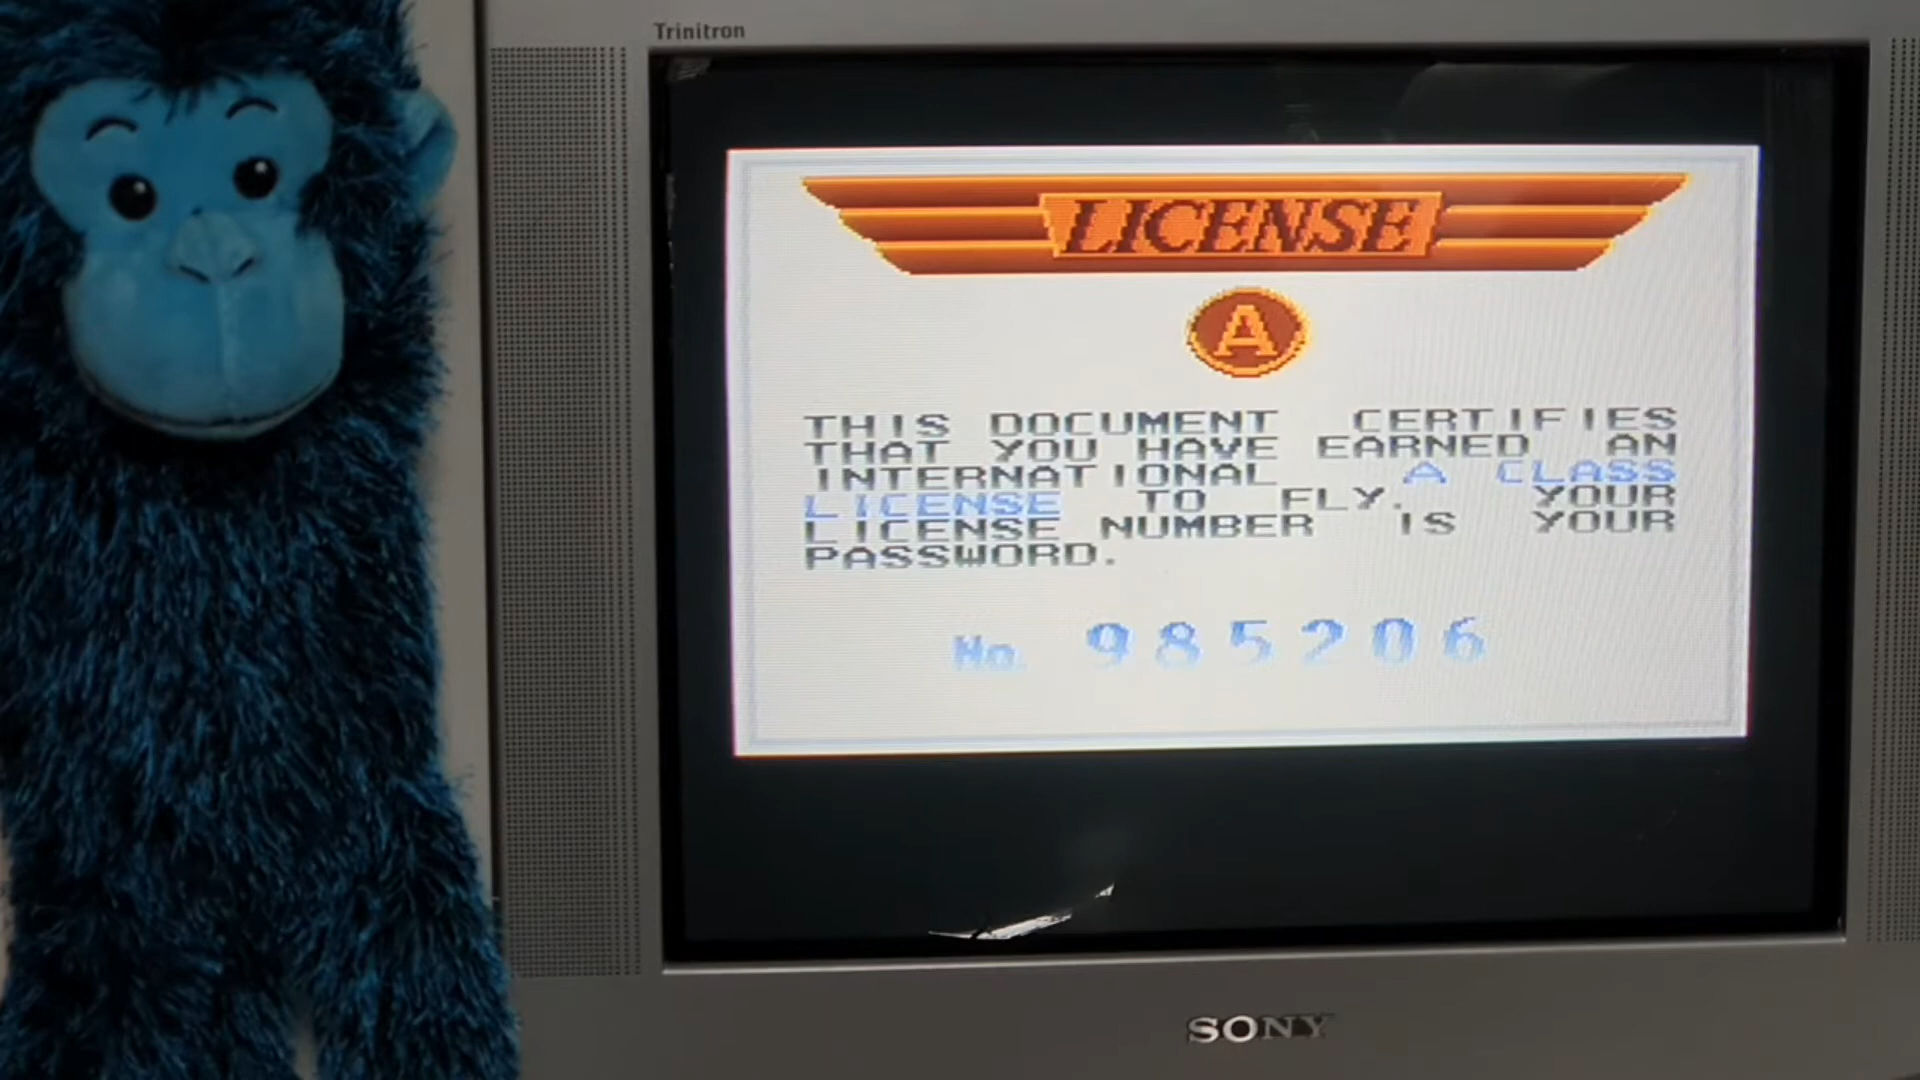 Trinitron
LICENSE
A
THIS DOCUMENT CERTIFIES
THAT YOU HAVE EARNED AN
INTERNATIONAL A CLASS
LICENSE TO FLY. YOUR
LICENSE NUMBER IS YOUR
PASSWORD.
No. 985206
SONY